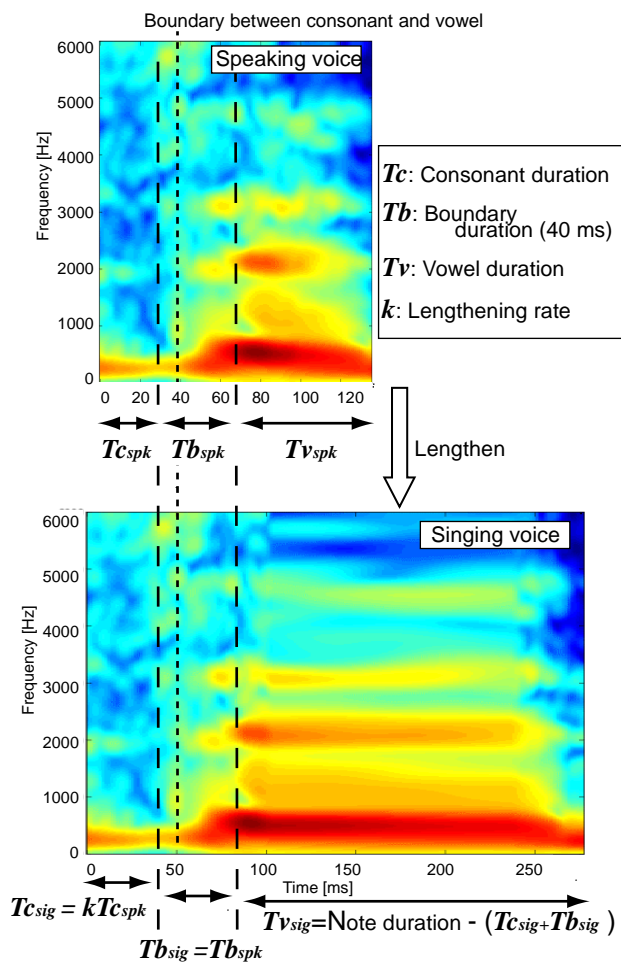 Boundary between consonant and vowel
6000
5000
4000
3000
2000
1000
0
Frequency [Hz]
Speaking voice
0 20 40 60 80 100 120
Tc: Consonant duration
Tb: Boundary
duration (40 ms)
Tv: Vowel duration
k: Lengthening rate
Tcspk Tbspk Tvspk
Lengthen
6000
5000
4000
3000
2000
1000
0
Frequency [Hz]
Singing voice
0 50 100 150 200 250
Time [ms]
Tcsig = kTcspk
Tvsig=Note duration - (Tcsig+Tbsig )
Tbsig =Tbspk